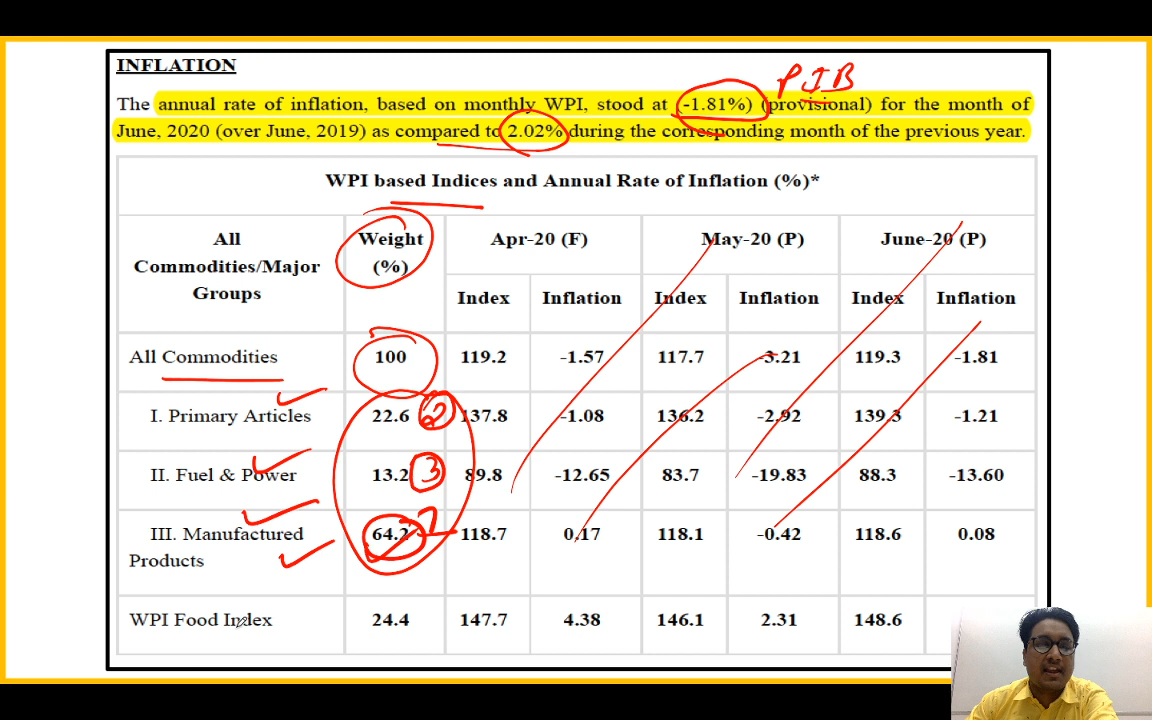 INFLATION
PIB
The annual rate of inflation, based on monthly WPI, stood at (-1.81%) (provisional) for the month of
June, 2020 (over June, 2019) as compared to 2.02% during the corresponding month of the previous year.
WPI based Indices and Annual Rate of Inflation (%)*
All Commodities/Major Groups Weight (%) Apr-20 (F) May-20 (P) June-20 (P)
Index Inflation Index Inflation Index Inflation
All Commodities 100 119.2 -1.57 117.7 -3.21 119.3 -1.81
I. Primary Articles 22.6 2 137.8 -1.08 136.2 -2.92 139.3 -1.21
II. Fuel & Power 13.2 3 89.8 -12.65 83.7 -19.83 88.3 -13.60
III. Manufactured 64.2 1 118.7 0.17 118.1 -0.42 118.6 0.08
Products
WPI Food Index 24.4 147.7 4.38 146.1 2.31 148.6